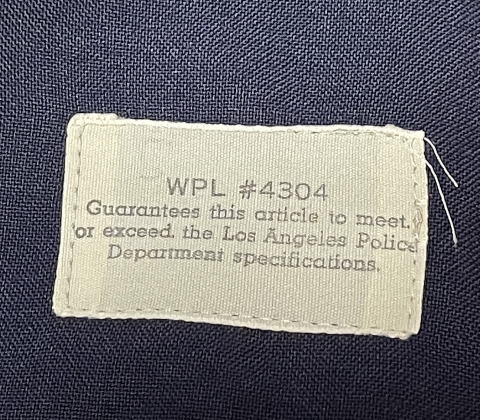 WPL #4304
Guarantees this article to meet.
or exceed the Los Angeles Police
Department specifications.